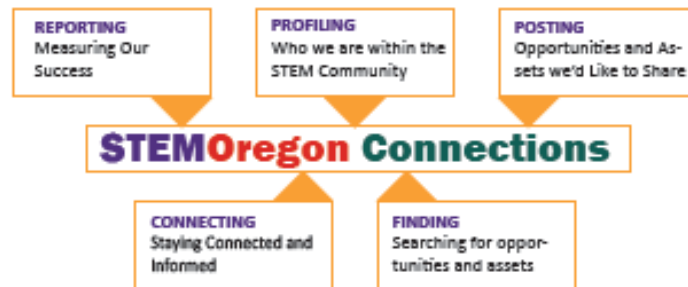 REPORTING
Measuring Our
Success
PROFILING
Who we are within the
STEM Community
POSTING
Opportunities and As-
sets we'd Like to Share
STEMOregon Connections
CONNECTING
Staying Connected and
Informed
FINDING
Searching for oppor-
tunities and assets